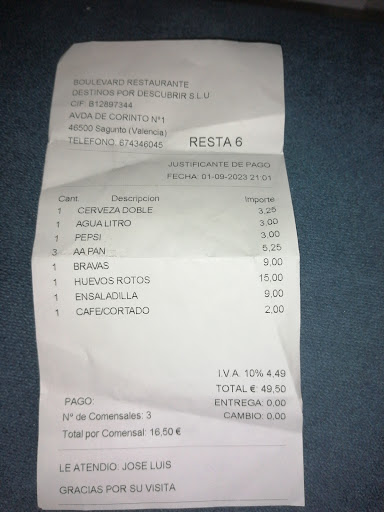 BOULEVARD RESTAURANTE
DESTINOS POR DESCUBRIR S.L.U
CIF: B12897344
AVDA DE CORINTO Nº1
46500 Sagunto (Valencia)
TELEFONO: 674346045 RESTA 6
JUSTIFICANTE DE PAGO
FECHA: 01-09-2023 21:01
Cant. Descripcion Importe
1 CERVEZA DOBLE 3,25
1 AGUA LITRO 3,00
1 PEPSI 3,00
3 AA PAN 5,25
1 BRAVAS 9,00
1 HUEVOS ROTOS 15,00
1 ENSALADILLA 9,00
1 CAFE/CORTADO 2,00
I.V.A. 10% 4,49
TOTAL €: 49,50
PAGO: ENTREGA: 0,00
Nº de Comensales: 3 CAMBIO: 0,00
Total por Comensal: 16,50 €
LE ATENDIO: JOSE LUIS
GRACIAS POR SU VISITA